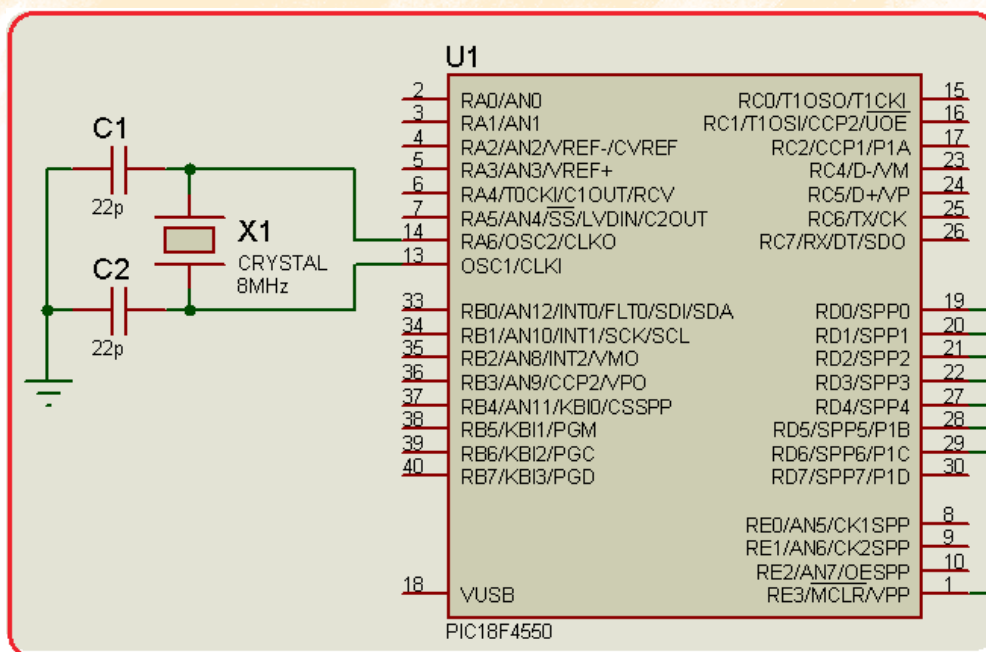 U1
C1
22p
X1
CRYSTAL
8MHz
C2
22p
2 RA0/AN0
3 RA1/AN1
4 RA2/AN2/VREF-/CVREF
5 RA3/AN3/VREF+
6 RA4/T0CKI/C1OUT/RCV
7 RA5/AN4/SS/LVDIN/C2OUT
14 RA6/OSC2/CLKO
13 OSC1/CLKI
33 RB0/AN12/INT0/FLT0/SDI/SDA
34 RB1/AN10/INT1/SCK/SCL
35 RB2/AN8/INT2/VMO
36 RB3/AN9/CCP2/VPO
37 RB4/AN11/KBI0/CSSPP
38 RB5/KBI1/PGM
39 RB6/KBI2/PGC
40 RB7/KBI3/PGD
18 VUSB
RC0/T1OSO/T1CKI 15
RC1/T1OSI/CCP2/UOE 16
RC2/CCP1/P1A 17
RC4/D-/VM 23
RC5/D+/VP 24
RC6/TX/CK 25
RC7/RX/DT/SDO 26
RD0/SPP0 19
RD1/SPP1 20
RD2/SPP2 21
RD3/SPP3 22
RD4/SPP4 27
RD5/SPP5/P1B 28
RD6/SPP6/P1C 29
RD7/SPP7/P1D 30
RE0/AN5/CK1SPP 8
RE1/AN6/CK2SPP 9
RE2/AN7/OESPP 10
RE3/MCLR/VPP 1
PIC18F4550